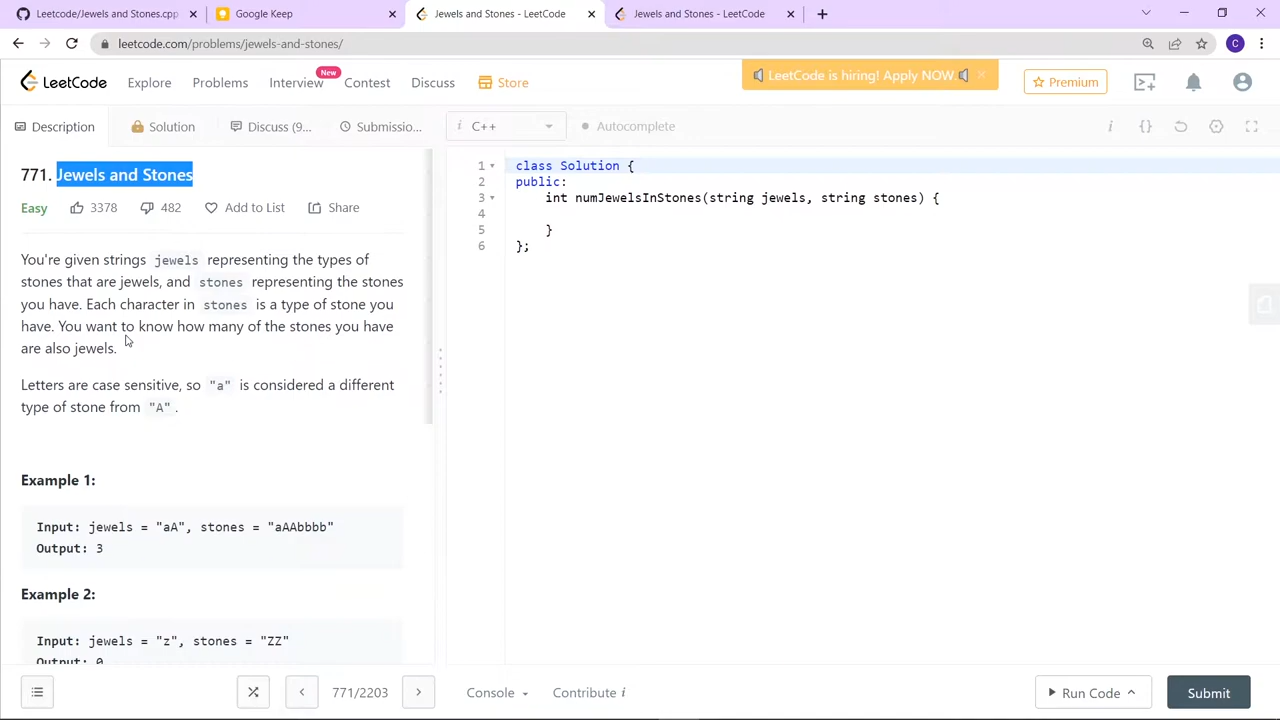 Leetcode/Jewels and Stones.cpp
Google Keep
Jewels and Stones - LeetCode
Jewels and Stones - LeetCode
leetcode.com/problems/jewels-and-stones/
C
LeetCode
Explore
Problems
Interview
New
Contest
Discuss
Store
LeetCode is hiring! Apply NOW.
Premium
Description
Solution
Discuss (9...
Submissio...
i
C++
Autocomplete
i
{}
771. Jewels and Stones
Easy
3378
482
Add to List
Share
You're given strings jewels representing the types of
stones that are jewels, and stones representing the stones
you have. Each character in stones is a type of stone you
have. You want to know how many of the stones you have
are also jewels.
Letters are case sensitive, so "a" is considered a different
type of stone from "A".
Example 1:
Input: jewels = "aA", stones = "aAAbbbb"
Output: 3
Example 2:
Input: jewels = "z", stones = "ZZ"
Output: 0
1 class Solution {
2 public:
3 int numJewelsInStones(string jewels, string stones) {
4
5 }
6 };
771/2203
Console
Contribute i
Run Code
Submit